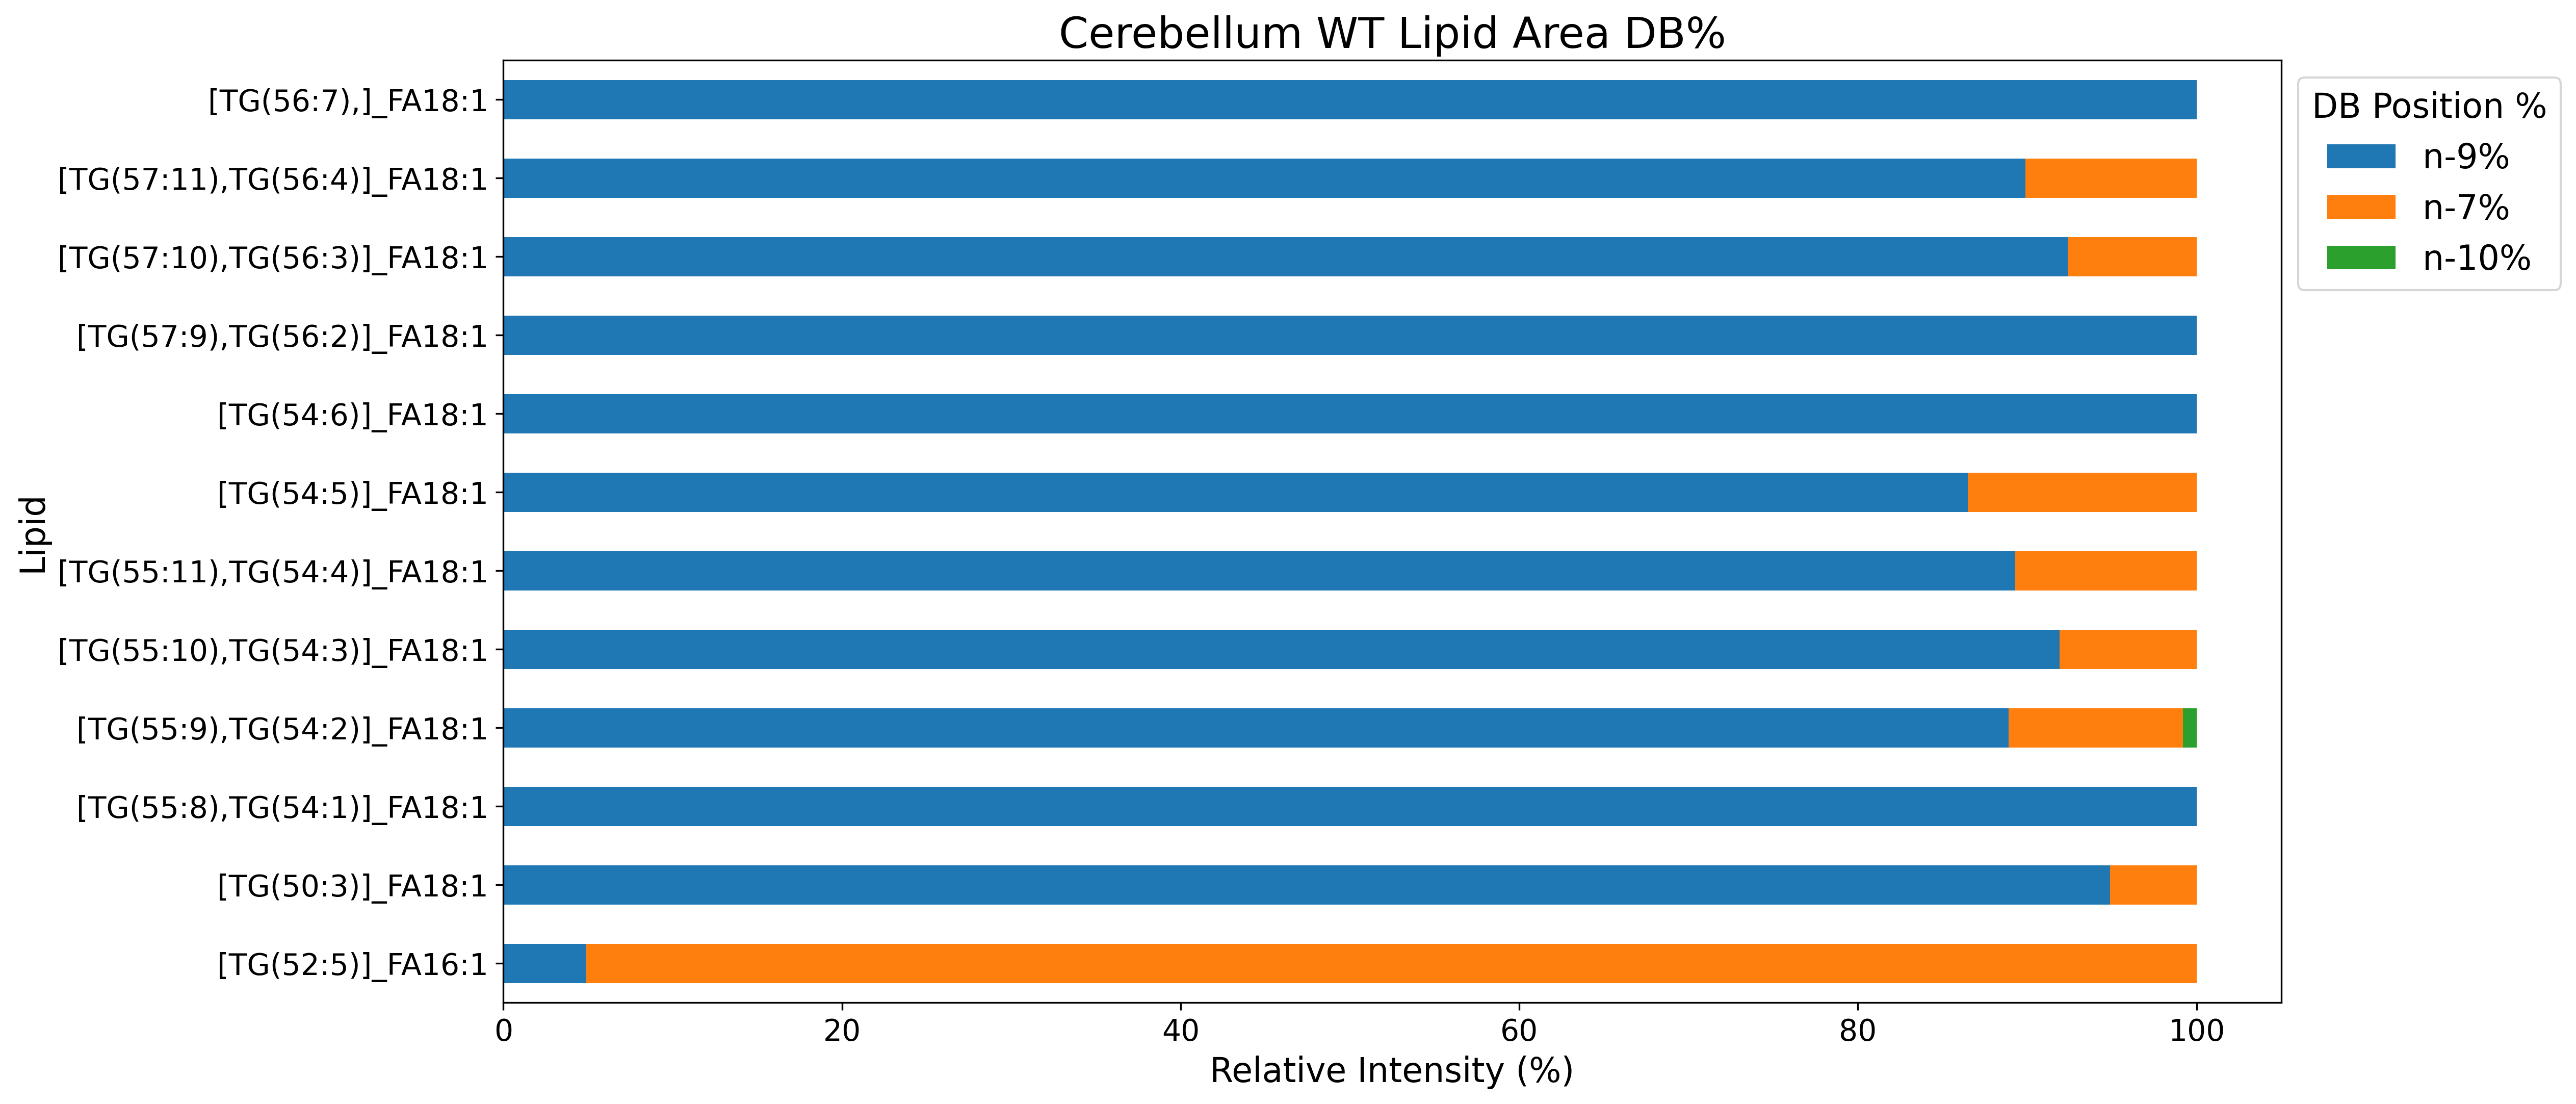 Cerebellum WT Lipid Area DB%
[TG(56:7),]_FA18:1
[TG(57:11),TG(56:4)]_FA18:1
[TG(57:10),TG(56:3)]_FA18:1
[TG(57:9),TG(56:2)]_FA18:1
[TG(54:6)]_FA18:1
[TG(54:5)]_FA18:1
[TG(55:11),TG(54:4)]_FA18:1
[TG(55:10),TG(54:3)]_FA18:1
[TG(55:9),TG(54:2)]_FA18:1
[TG(55:8),TG(54:1)]_FA18:1
[TG(50:3)]_FA18:1
[TG(52:5)]_FA16:1
Lipid
0 20 40 60 80 100
Relative Intensity (%)
DB Position %
n-9%
n-7%
n-10%